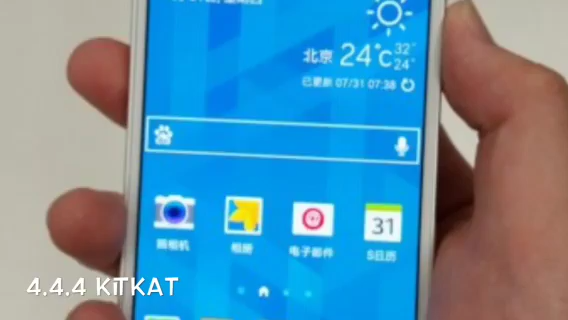 北京 24°C 32°
24°
已更新 07/31 07:38
照相机 相册 电子邮件 31
S日历
4.4.4 KITKAT